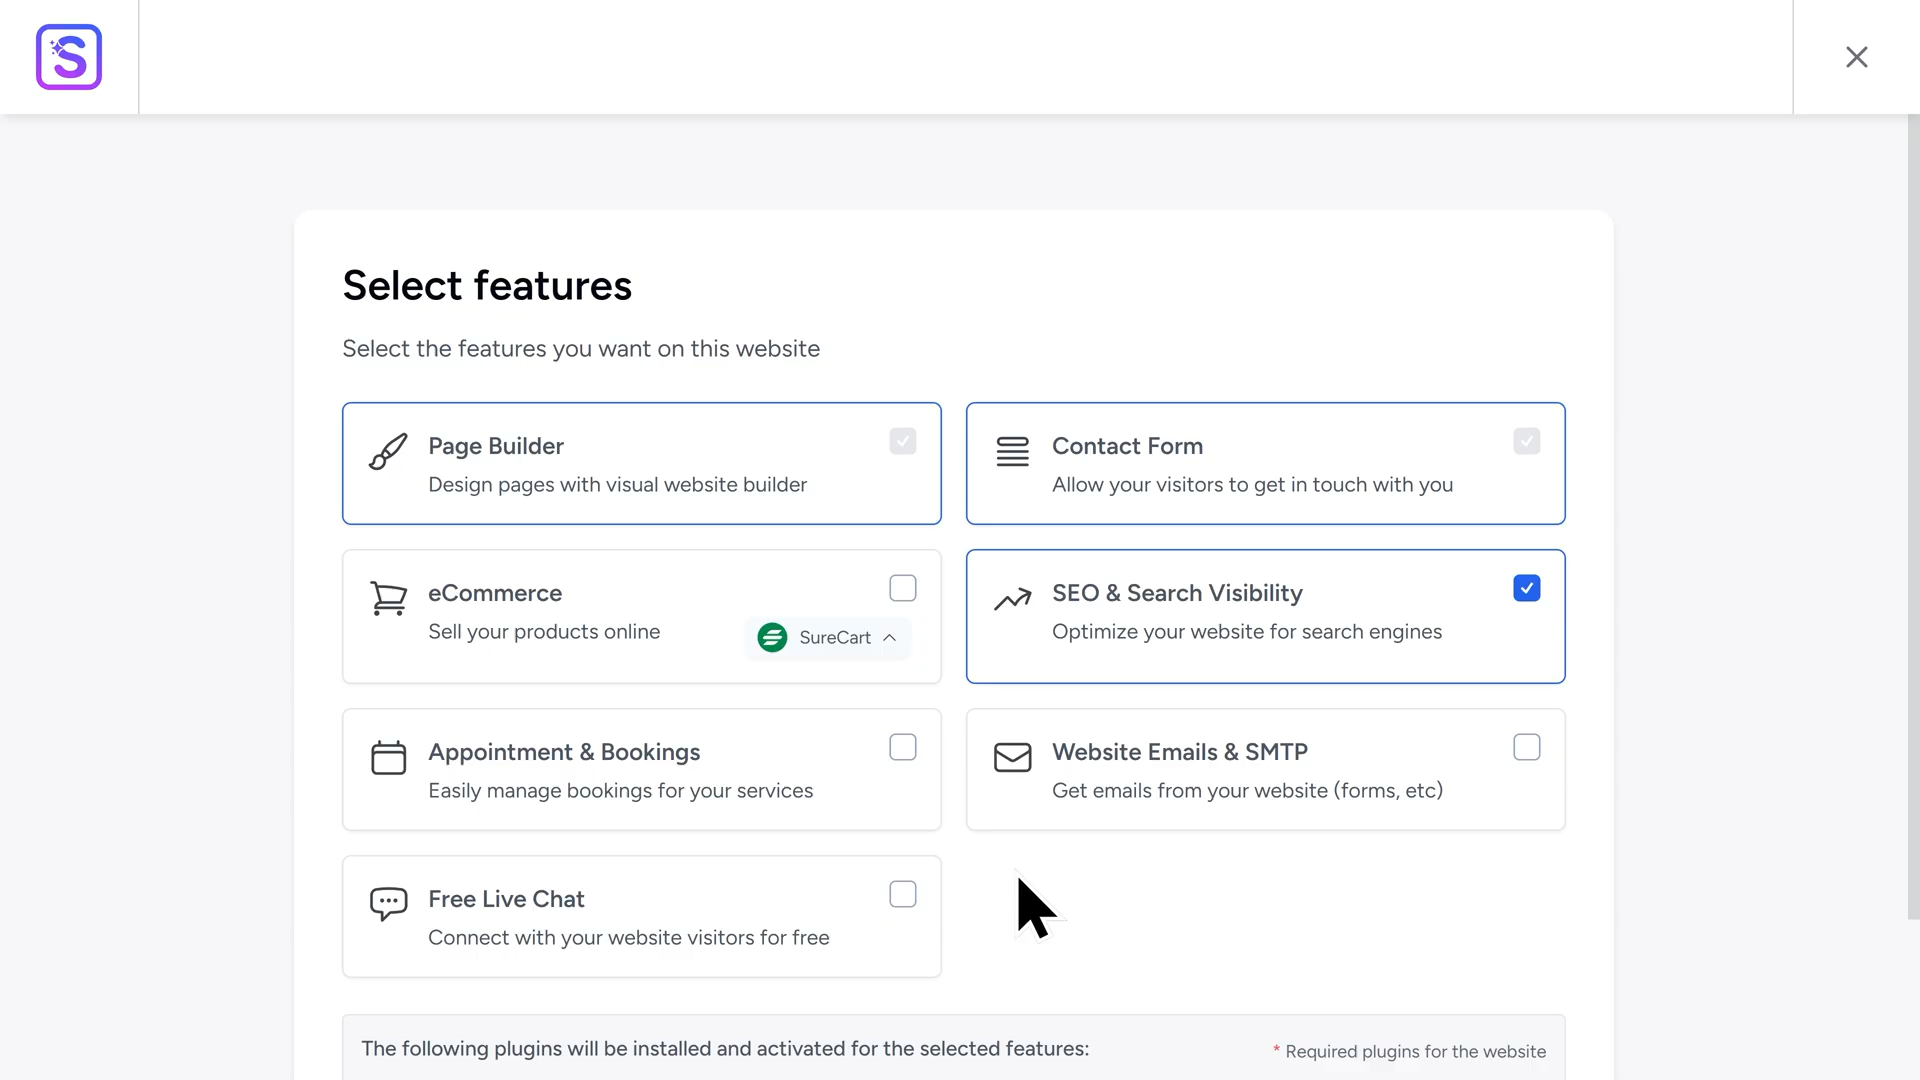 S
Select features
Select the features you want on this website
Page Builder
Design pages with visual website builder
Contact Form
Allow your visitors to get in touch with you
eCommerce
Sell your products online
SureCart
SEO & Search Visibility
Optimize your website for search engines
Appointment & Bookings
Easily manage bookings for your services
Website Emails & SMTP
Get emails from your website (forms, etc)
Free Live Chat
Connect with your website visitors for free
The following plugins will be installed and activated for the selected features:
* Required plugins for the website